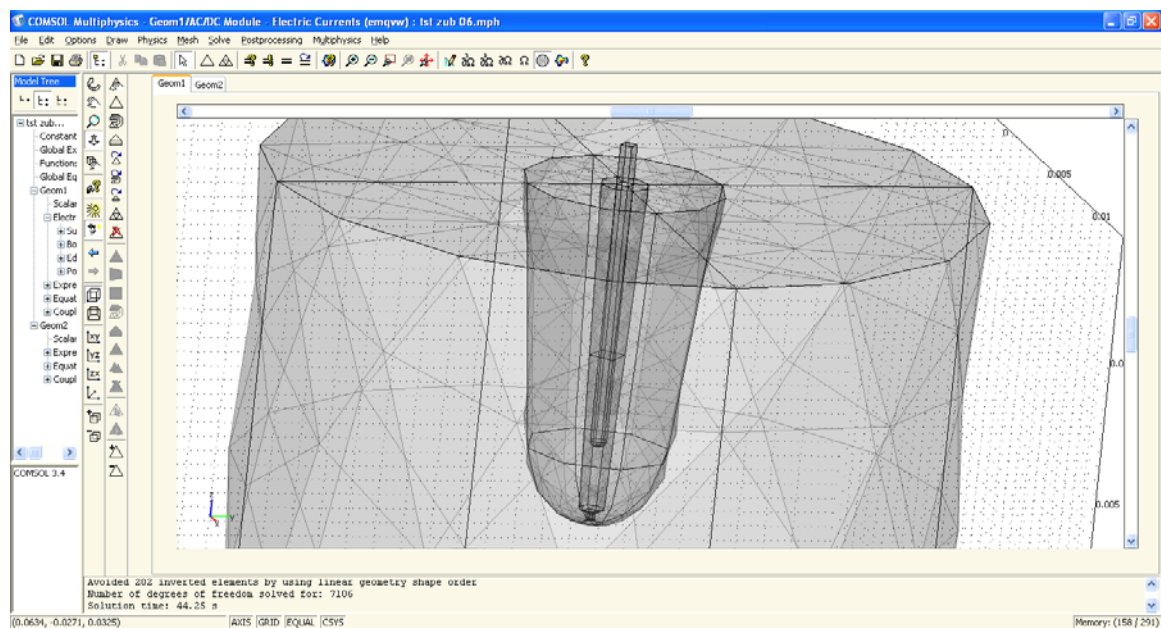 COMSOL Multiphysics - Geom1/AC/DC Module - Electric Currents (emqvw) : tst zub 06.mph
File Edit Options Draw Physics Mesh Solve Postprocessing Multiphysics Help
Model Tree
Geom1 Geom2
tst zub...
Constant
Global Ex
Function:
Global Eq
Geom1
Scalar
Electr
Su
Bo
Ed
Po
Expre
Equat
Coupl
Geom2
Scalar
Expre
Equat
Coupl
0
0.005
0.01
0.0
0.005
z
y
x
COMSOL 3.4
Avoided 202 inverted elements by using linear geometry shape order
Number of degrees of freedom solved for: 7106
Solution time: 44.25 s
(0.0634, -0.0271, 0.0325) AXIS GRID EQUAL CSYS Memory: (158 / 291)